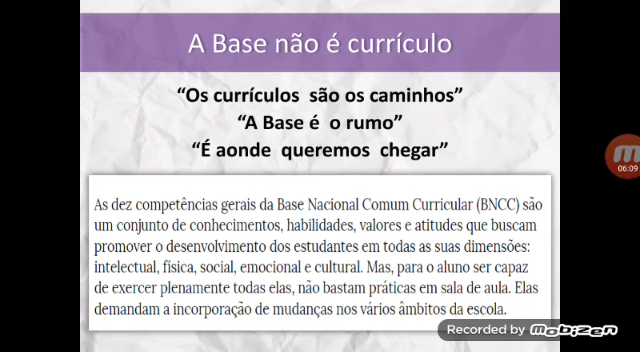 A Base não é currículo
“Os currículos são os caminhos”
“A Base é o rumo”
“É aonde queremos chegar”
As dez competências gerais da Base Nacional Comum Curricular (BNCC) são
um conjunto de conhecimentos, habilidades, valores e atitudes que buscam
promover o desenvolvimento dos estudantes em todas as suas dimensões:
intelectual, física, social, emocional e cultural. Mas, para o aluno ser capaz
de exercer plenamente todas elas, não bastam práticas em sala de aula. Elas
demandam a incorporação de mudanças nos vários âmbitos da escola.
06:09
Recorded by Mobizen